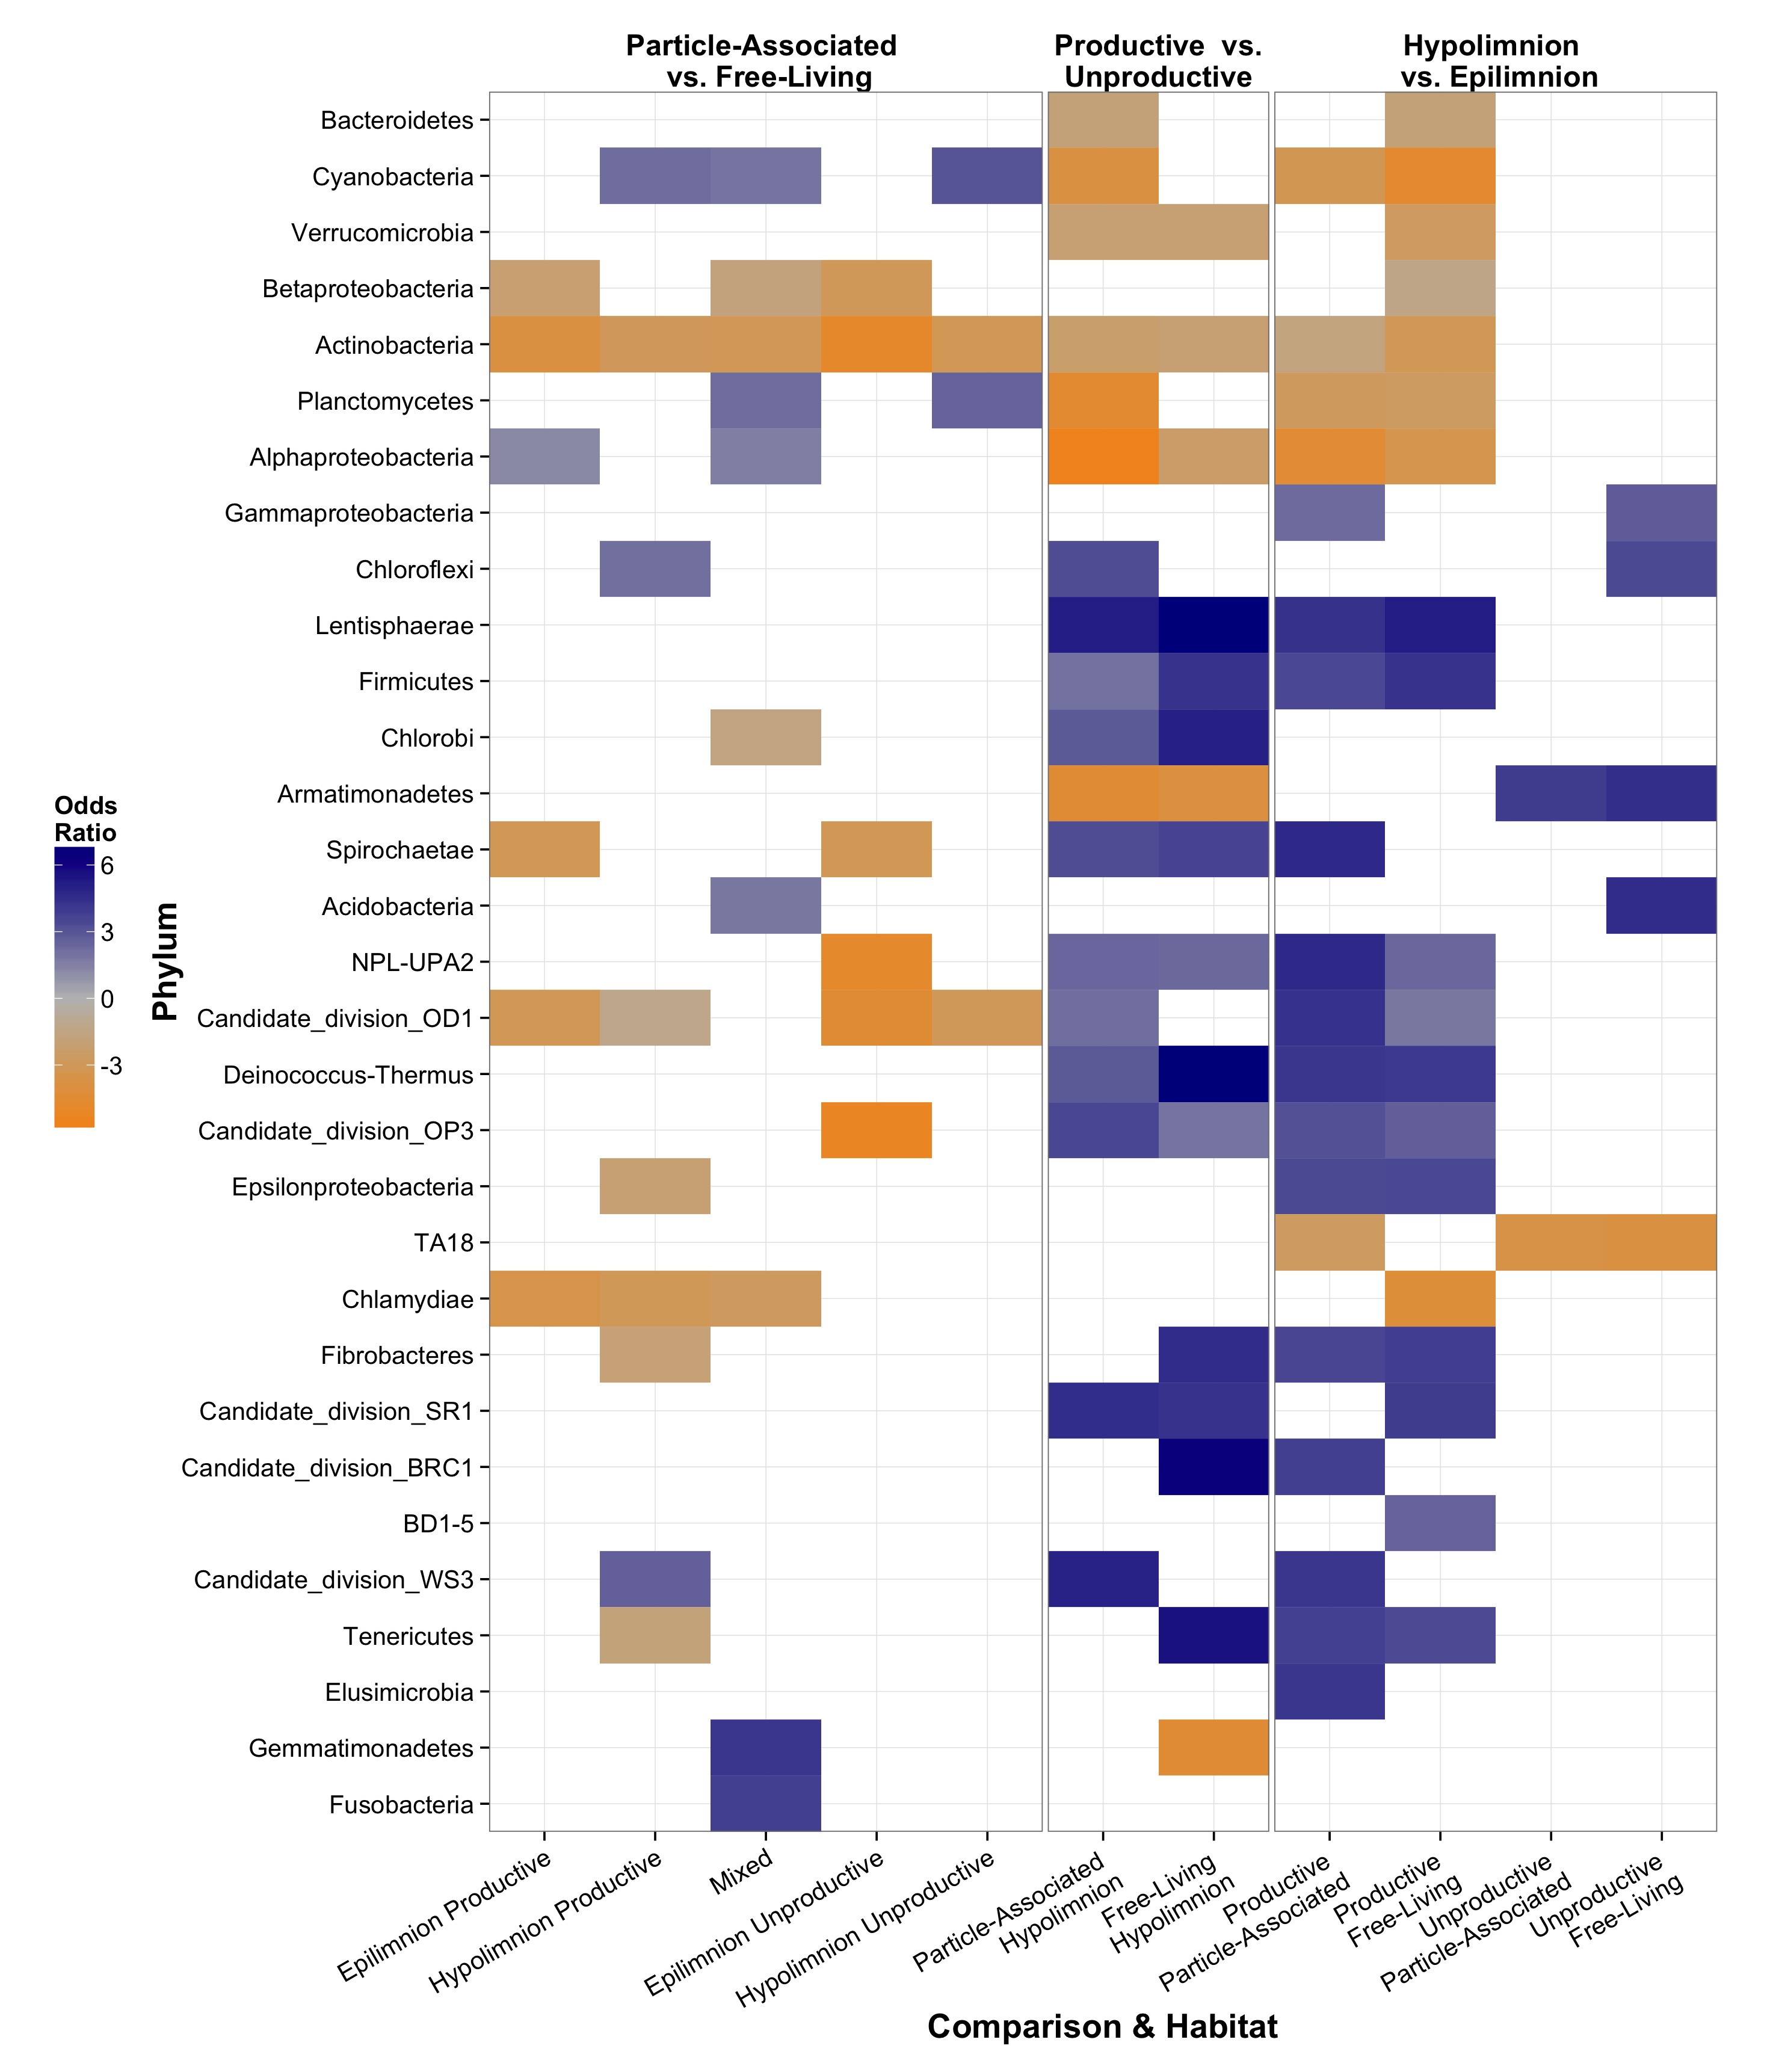 Particle-Associated
vs. Free-Living
Productive  vs.
Unproductive
Hypolimnion
vs. Epilimnion
Bacteroidetes
Cyanobacteria
Verrucomicrobia
Betaproteobacteria
Actinobacteria
Planctomycetes
Alphaproteobacteria
Gammaproteobacteria
Chloroflexi
Lentisphaerae
Firmicutes
Chlorobi
Armatimonadetes
Spirochaetae
Acidobacteria
NPL-UPA2
Candidate_division_OD1
Deinococcus-Thermus
Candidate_division_OP3
Epsilonproteobacteria
TA18
Chlamydiae
Fibrobacteres
Candidate_division_SR1
Candidate_division_BRC1
BD1-5
Candidate_division_WS3
Tenericutes
Elusimicrobia
Gemmatimonadetes
Fusobacteria
Odds
Ratio
6
3
0
-3
Phylum
Epilimnion Productive
Hypolimnion Productive
Mixed
Epilimnion Unproductive
Hypolimnion Unproductive
Particle-Associated
Hypolimnion
Free-Living
Hypolimnion
Productive
Particle-Associated
Productive
Free-Living
Unproductive
Particle-Associated
Unproductive
Free-Living
Comparison & Habitat